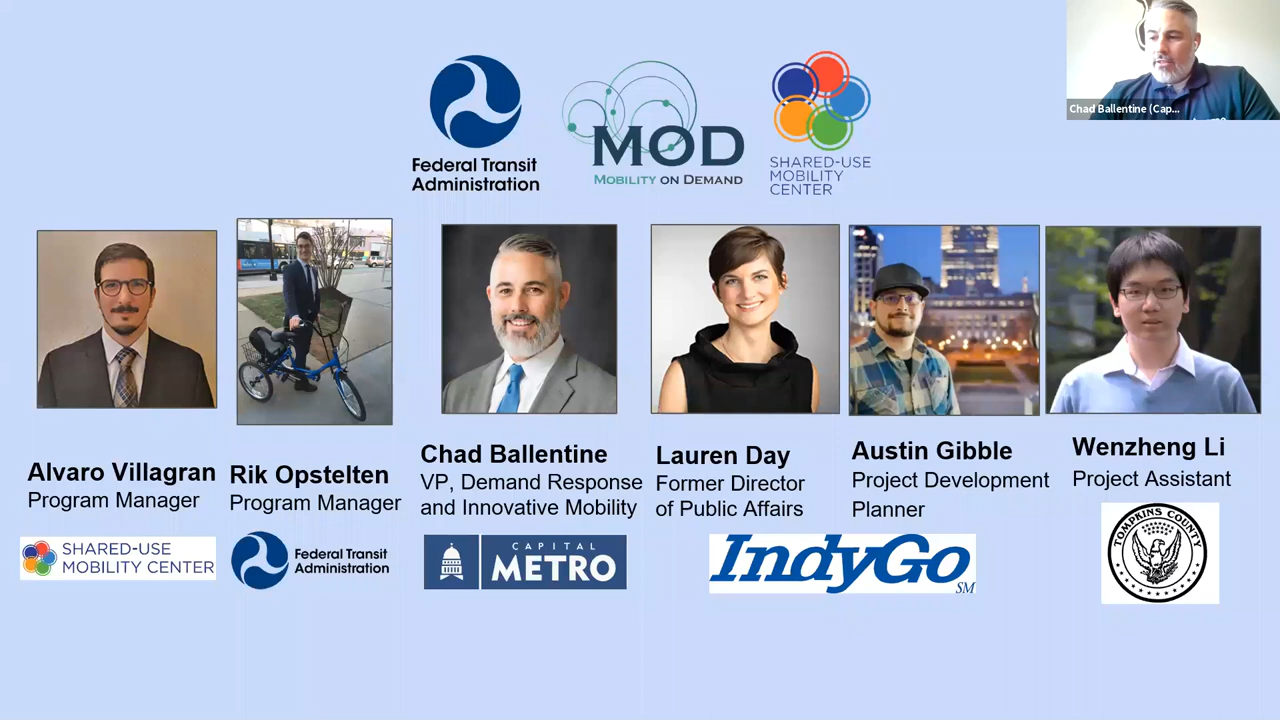 Federal Transit
Administration
MOD
MOBILITY ON DEMAND
SHARED-USE
MOBILITY
CENTER
Chad Ballentine (Cap...
Alvaro Villagran
Program Manager
SHARED-USE
MOBILITY CENTER
Rik Opstelten
Program Manager
Federal Transit
Administration
Chad Ballentine
VP, Demand Response
and Innovative Mobility
CAPITAL
METRO
Lauren Day
Former Director
of Public Affairs
Austin Gibble
Project Development
Planner
IndyGo
SM
Wenzheng Li
Project Assistant
TOMPKINS COUNTY